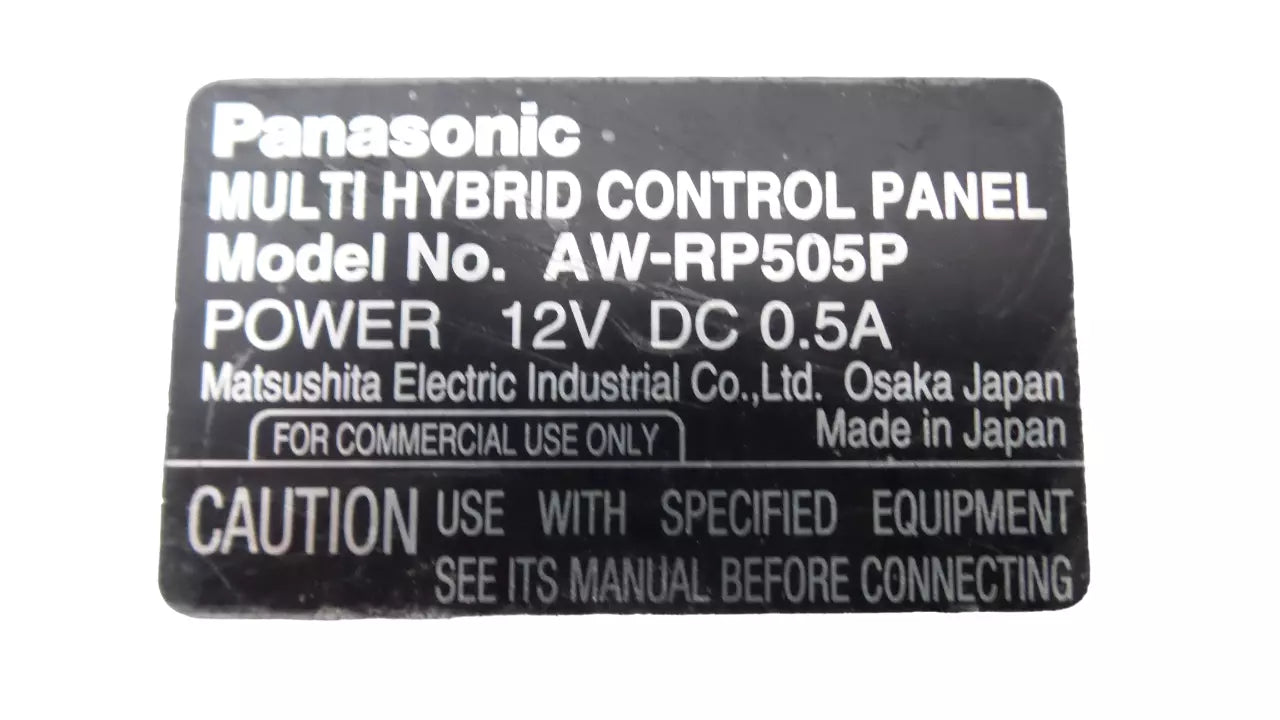 Panasonic
MULTI HYBRID CONTROL PANEL
Model No. AW-RP505P
POWER 12V DC 0.5A
Matsushita Electric Industrial Co.,Ltd. Osaka Japan
FOR COMMERCIAL USE ONLY Made in Japan
CAUTION USE WITH SPECIFIED EQUIPMENT
SEE ITS MANUAL BEFORE CONNECTING